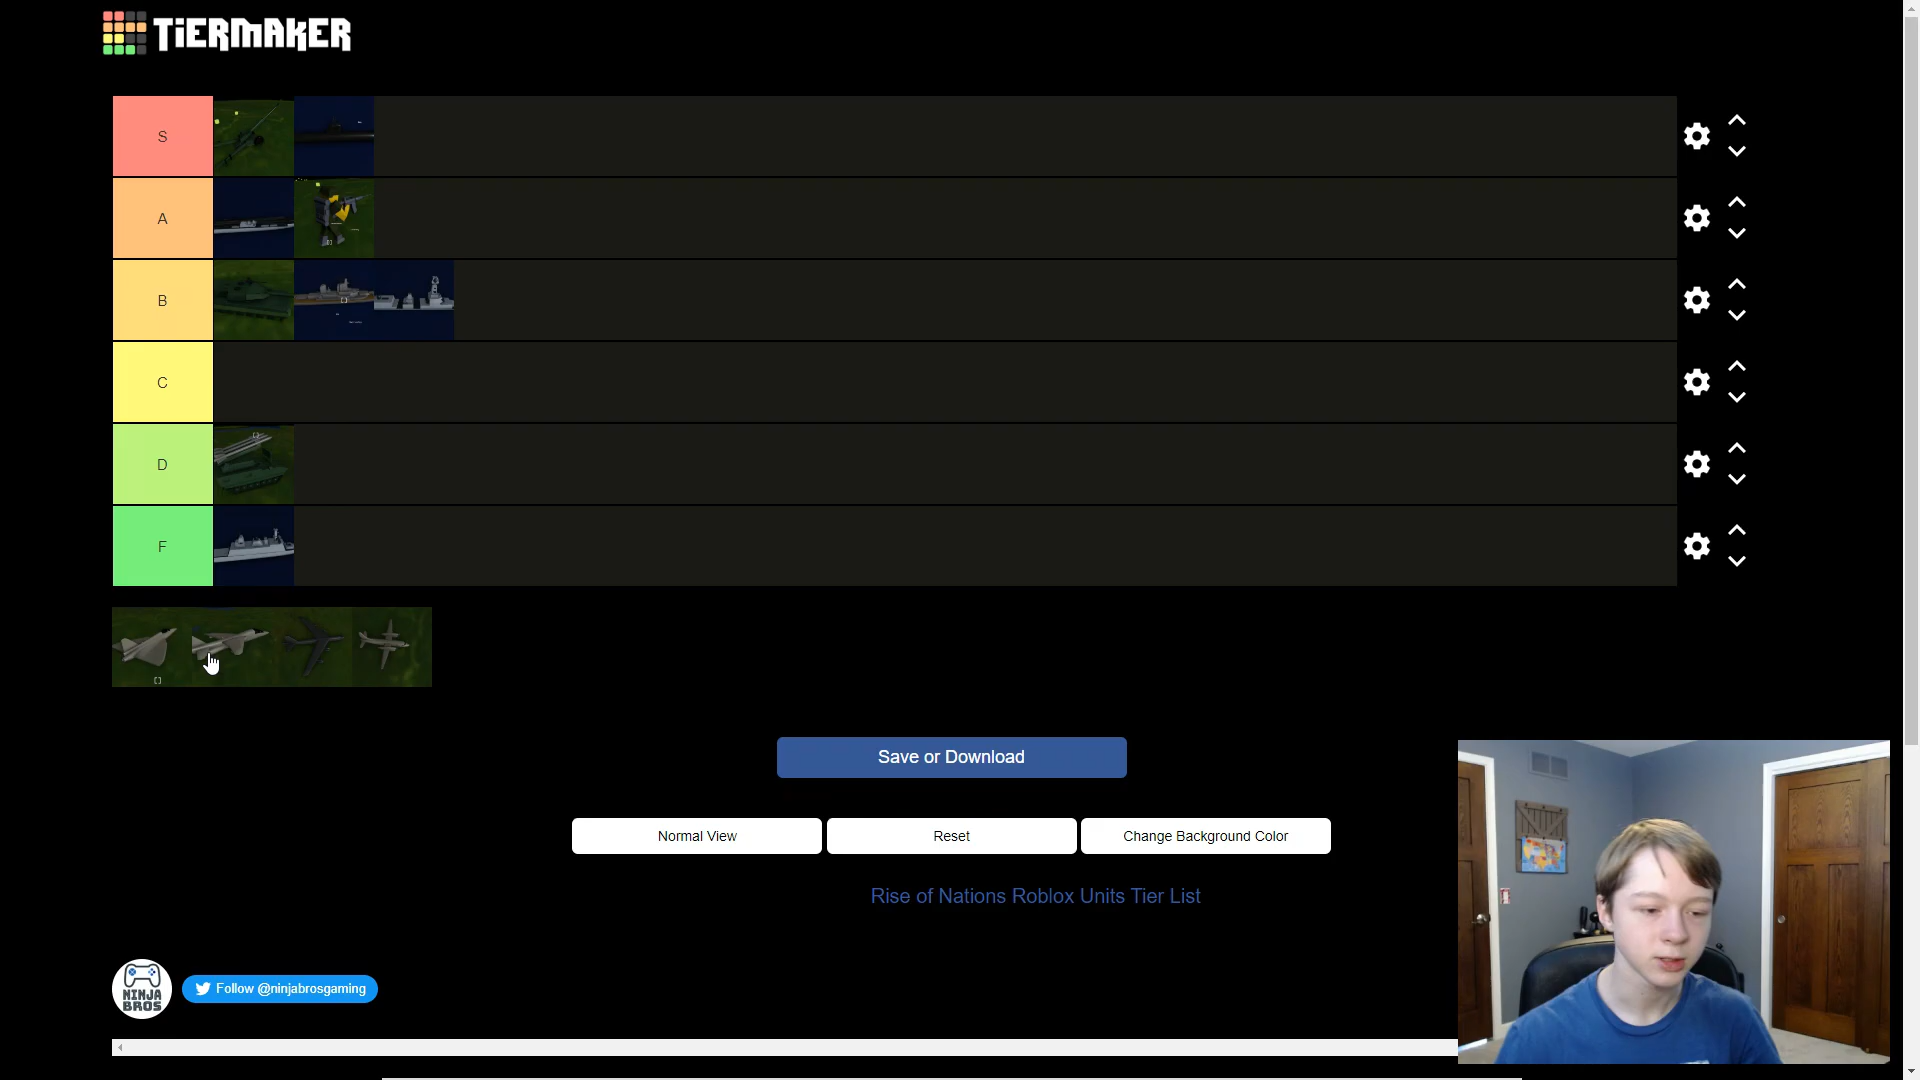 TiERMAKER
S
A
B
C
D
F
Save or Download
Normal View
Reset
Change Background Color
Rise of Nations Roblox Units Tier List
NINJA
BROS
Follow @ninjabrosgaming